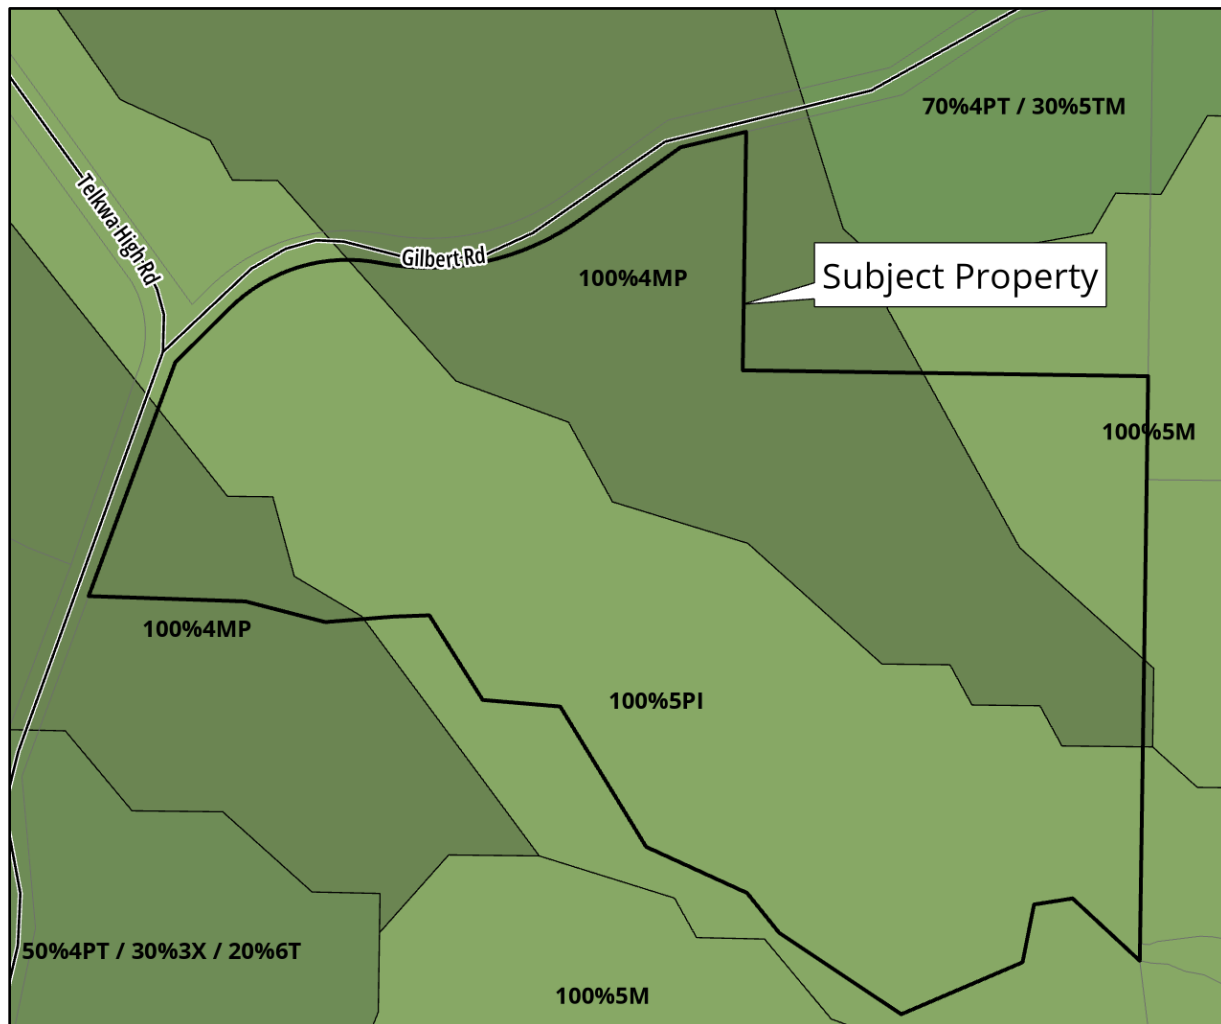 70%4PT / 30%5TM
Telkwa High Rd
Gilbert Rd
100%4MP
Subject Property
100%5M
100%4MP
100%5PI
50%4PT / 30%3X / 20%6T
100%5M